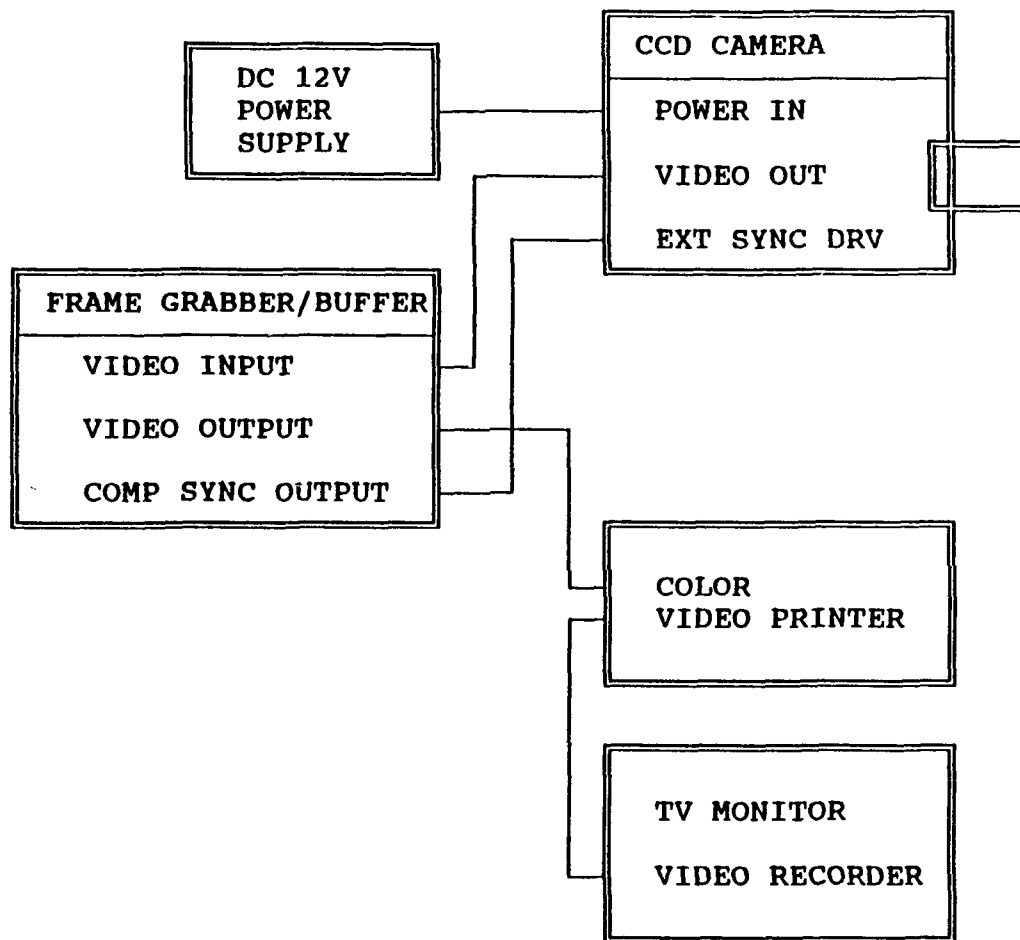 DC 12V
POWER
SUPPLY
CCD CAMERA
POWER IN
VIDEO OUT
EXT SYNC DRV
FRAME GRABBER/BUFFER
VIDEO INPUT
VIDEO OUTPUT
COMP SYNC OUTPUT
COLOR
VIDEO PRINTER
TV MONITOR
VIDEO RECORDER